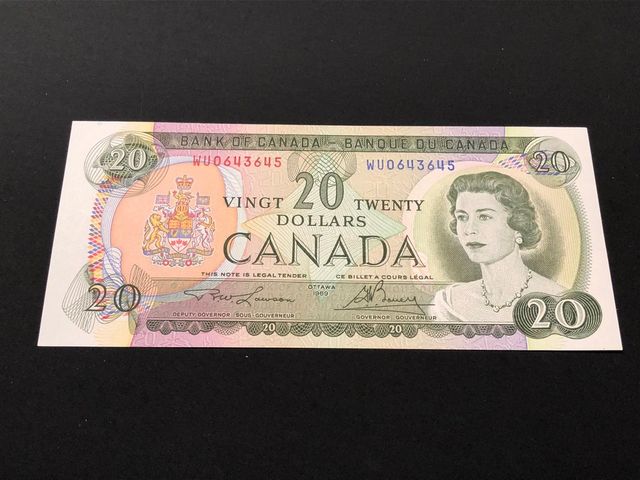 BANK OF CANADA - BANQUE DU CANADA
20 WU0643645 WU0643645 20
VINGT 20 TWENTY
DOLLARS
CANADA
THIS NOTE IS LEGAL TENDER CE BILLET A COURS LÉGAL
OTTAWA
1969
20 R W Lawson 20
DEPUTY GOVERNOR · SOUS-GOUVERNEUR GOVERNOR · GOUVERNEUR
20 20